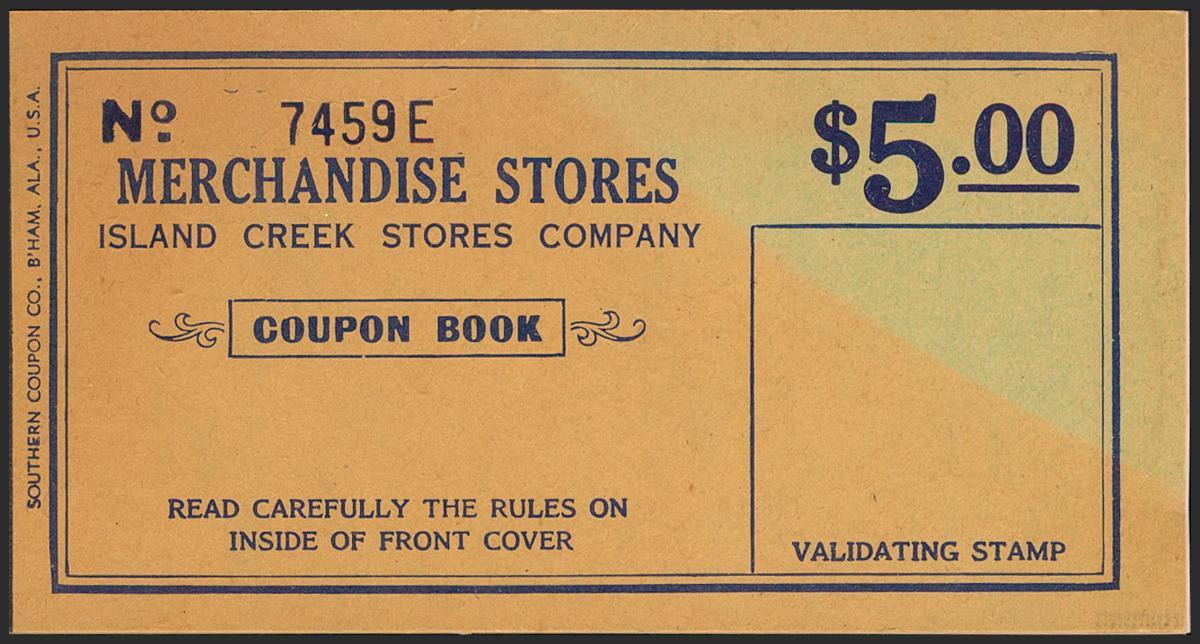 Nº 7459E
MERCHANDISE STORES
ISLAND CREEK STORES COMPANY
COUPON BOOK
READ CAREFULLY THE RULES ON
INSIDE OF FRONT COVER
$5.00
VALIDATING STAMP
SOUTHERN COUPON CO., B'HAM, ALA., U.S.A.